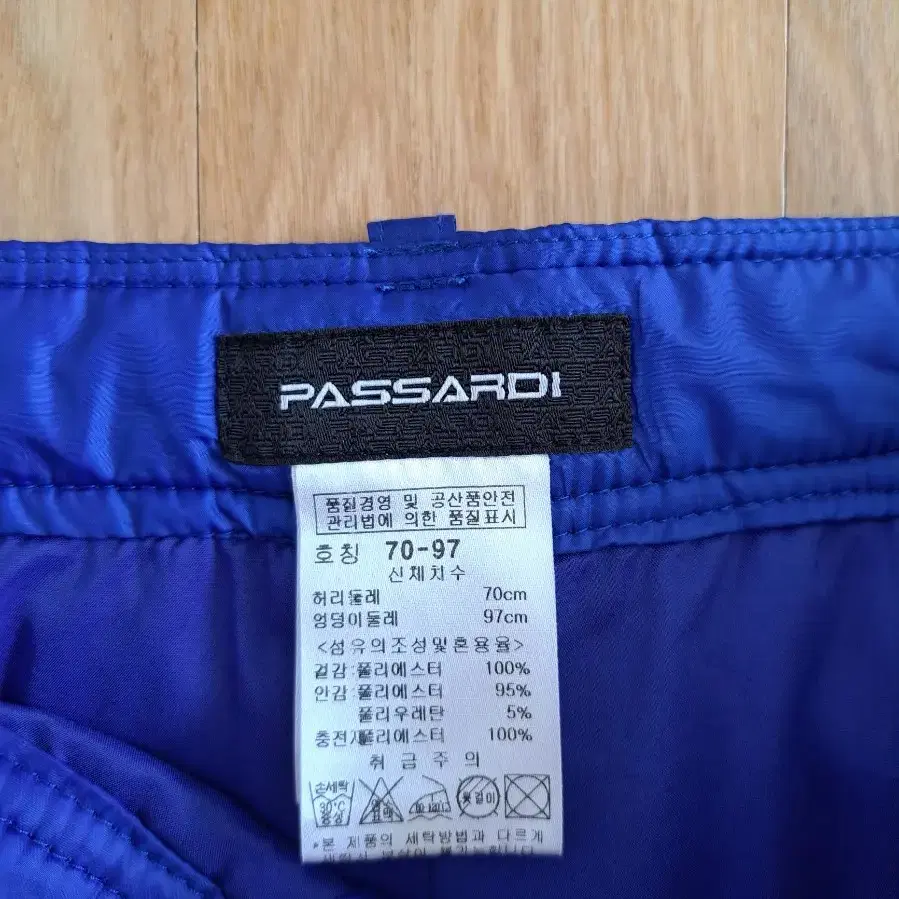 PASSARDI
품질경영 및 공산품안전
관리법에 의한 품질표시
호칭 70-97
신체치수
허리둘레 70cm
엉덩이둘레 97cm
<섬유의조성및혼용율>
겉감:폴리에스터 100%
안감:폴리에스터 95%
폴리우레탄 5%
폴리에스터 100%
취급주의
손세탁
30°C
중성
옷걸이
*본 제품의 세탁방법과 다르게